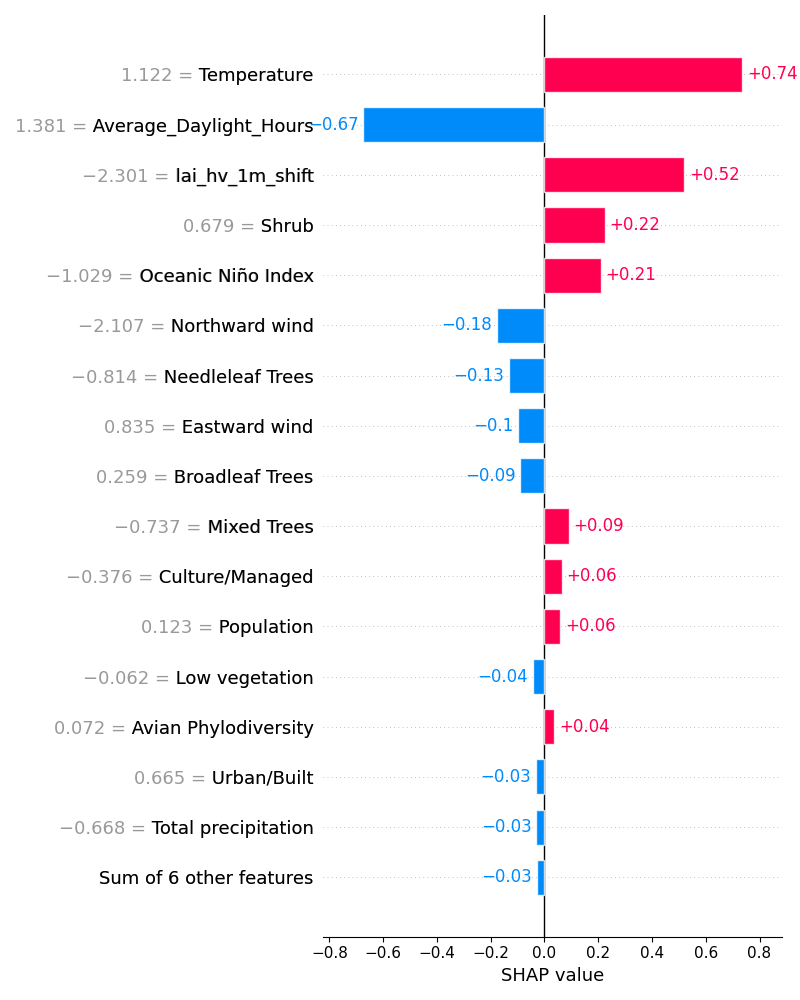 1.122 = Temperature +0.74
1.381 = Average_Daylight_Hours −0.67
−2.301 = lai_hv_1m_shift +0.52
0.679 = Shrub +0.22
−1.029 = Oceanic Niño Index +0.21
−2.107 = Northward wind −0.18
−0.814 = Needleleaf Trees −0.13
0.835 = Eastward wind −0.1
0.259 = Broadleaf Trees −0.09
−0.737 = Mixed Trees +0.09
−0.376 = Culture/Managed +0.06
0.123 = Population +0.06
−0.062 = Low vegetation −0.04
0.072 = Avian Phylodiversity +0.04
0.665 = Urban/Built −0.03
−0.668 = Total precipitation −0.03
Sum of 6 other features −0.03
−0.8 −0.6 −0.4 −0.2 0.0 0.2 0.4 0.6 0.8
SHAP value